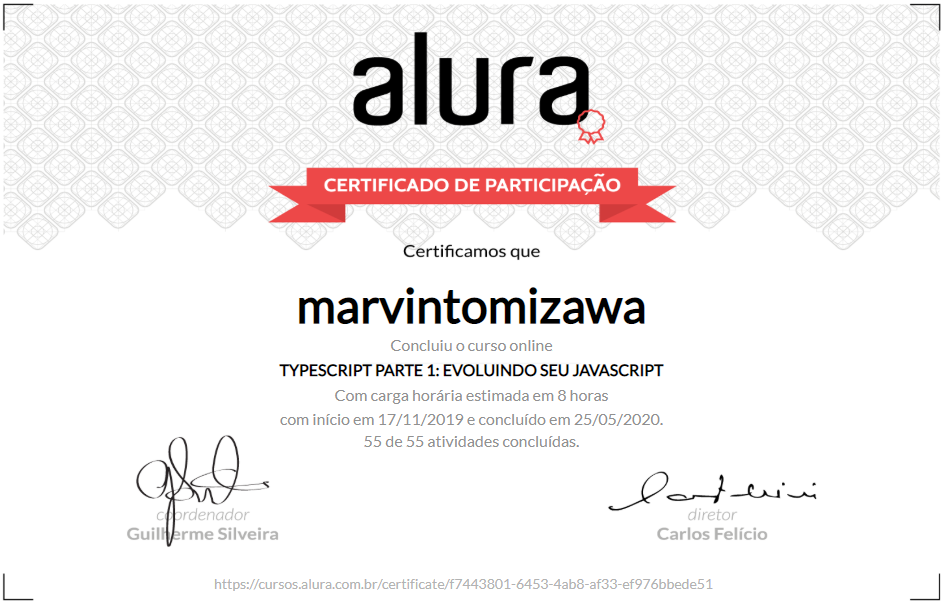 alura
CERTIFICADO DE PARTICIPAÇÃO
Certificamos que
marvintomizawa
Concluiu o curso online
TYPESCRIPT PARTE 1: EVOLUINDO SEU JAVASCRIPT
Com carga horária estimada em 8 horas
com início em 17/11/2019 e concluído em 25/05/2020.
55 de 55 atividades concluídas.
coordenador
Guilherme Silveira
diretor
Carlos Felício
https://cursos.alura.com.br/certificate/f7443801-6453-4ab8-af33-ef976bbede51